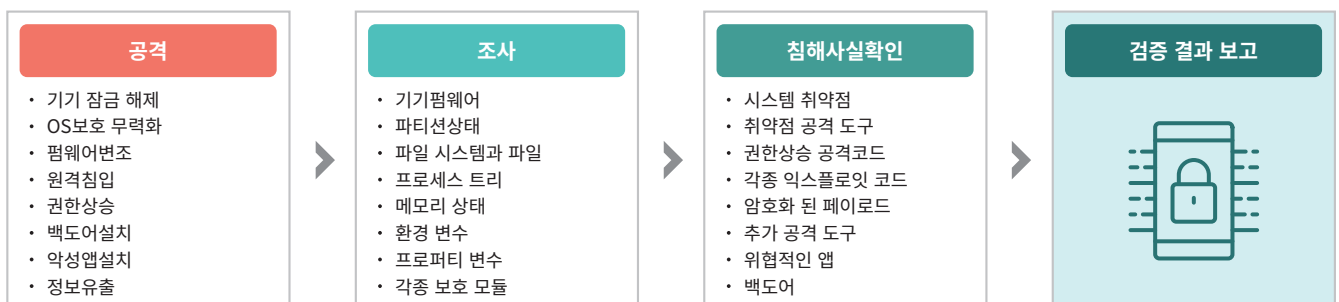 공격
• 기기 잠금 해제
• OS보호 무력화
• 펌웨어변조
• 원격침입
• 권한상승
• 백도어설치
• 악성앱설치
• 정보유출
조사
• 기기펌웨어
• 파티션상태
• 파일 시스템과 파일
• 프로세스 트리
• 메모리 상태
• 환경 변수
• 프로퍼티 변수
• 각종 보호 모듈
침해사실확인
• 시스템 취약점
• 취약점 공격 도구
• 권한상승 공격코드
• 각종 익스플로잇 코드
• 암호화 된 페이로드
• 추가 공격 도구
• 위협적인 앱
• 백도어
검증 결과 보고